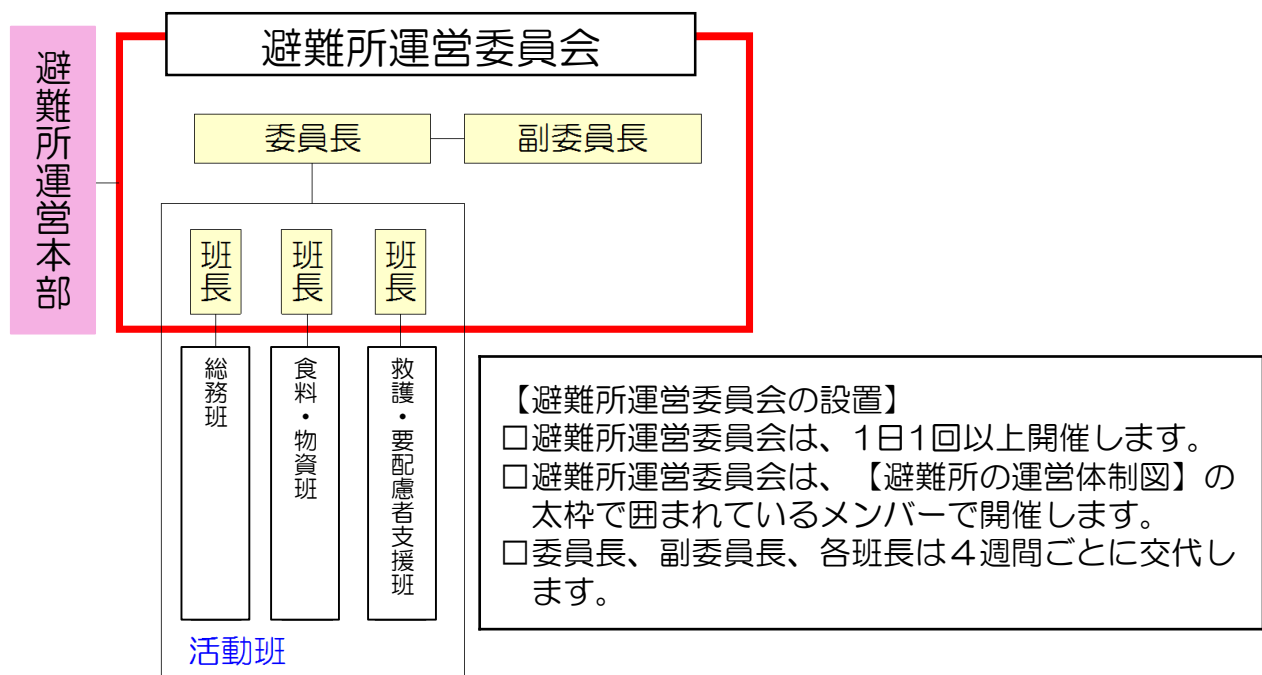 避難所運営本部
避難所運営委員会
委員長
副委員長
班長
班長
班長
総務班
食料・物資班
救護・要配慮者支援班
活動班
【避難所運営委員会の設置】
□避難所運営委員会は、1日1回以上開催します。
□避難所運営委員会は、【避難所の運営体制図】の
太枠で囲まれているメンバーで開催します。
□委員長、副委員長、各班長は４週間ごとに交代し
ます。